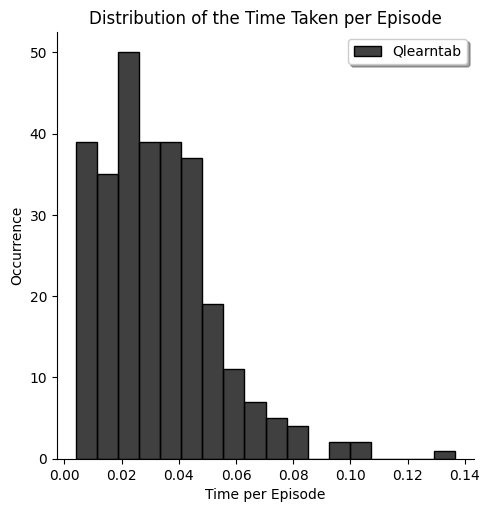 Distribution of the Time Taken per Episode
Qlearntab
50
40
30
20
10
0
Occurrence
0.00 0.02 0.04 0.06 0.08 0.10 0.12 0.14
Time per Episode